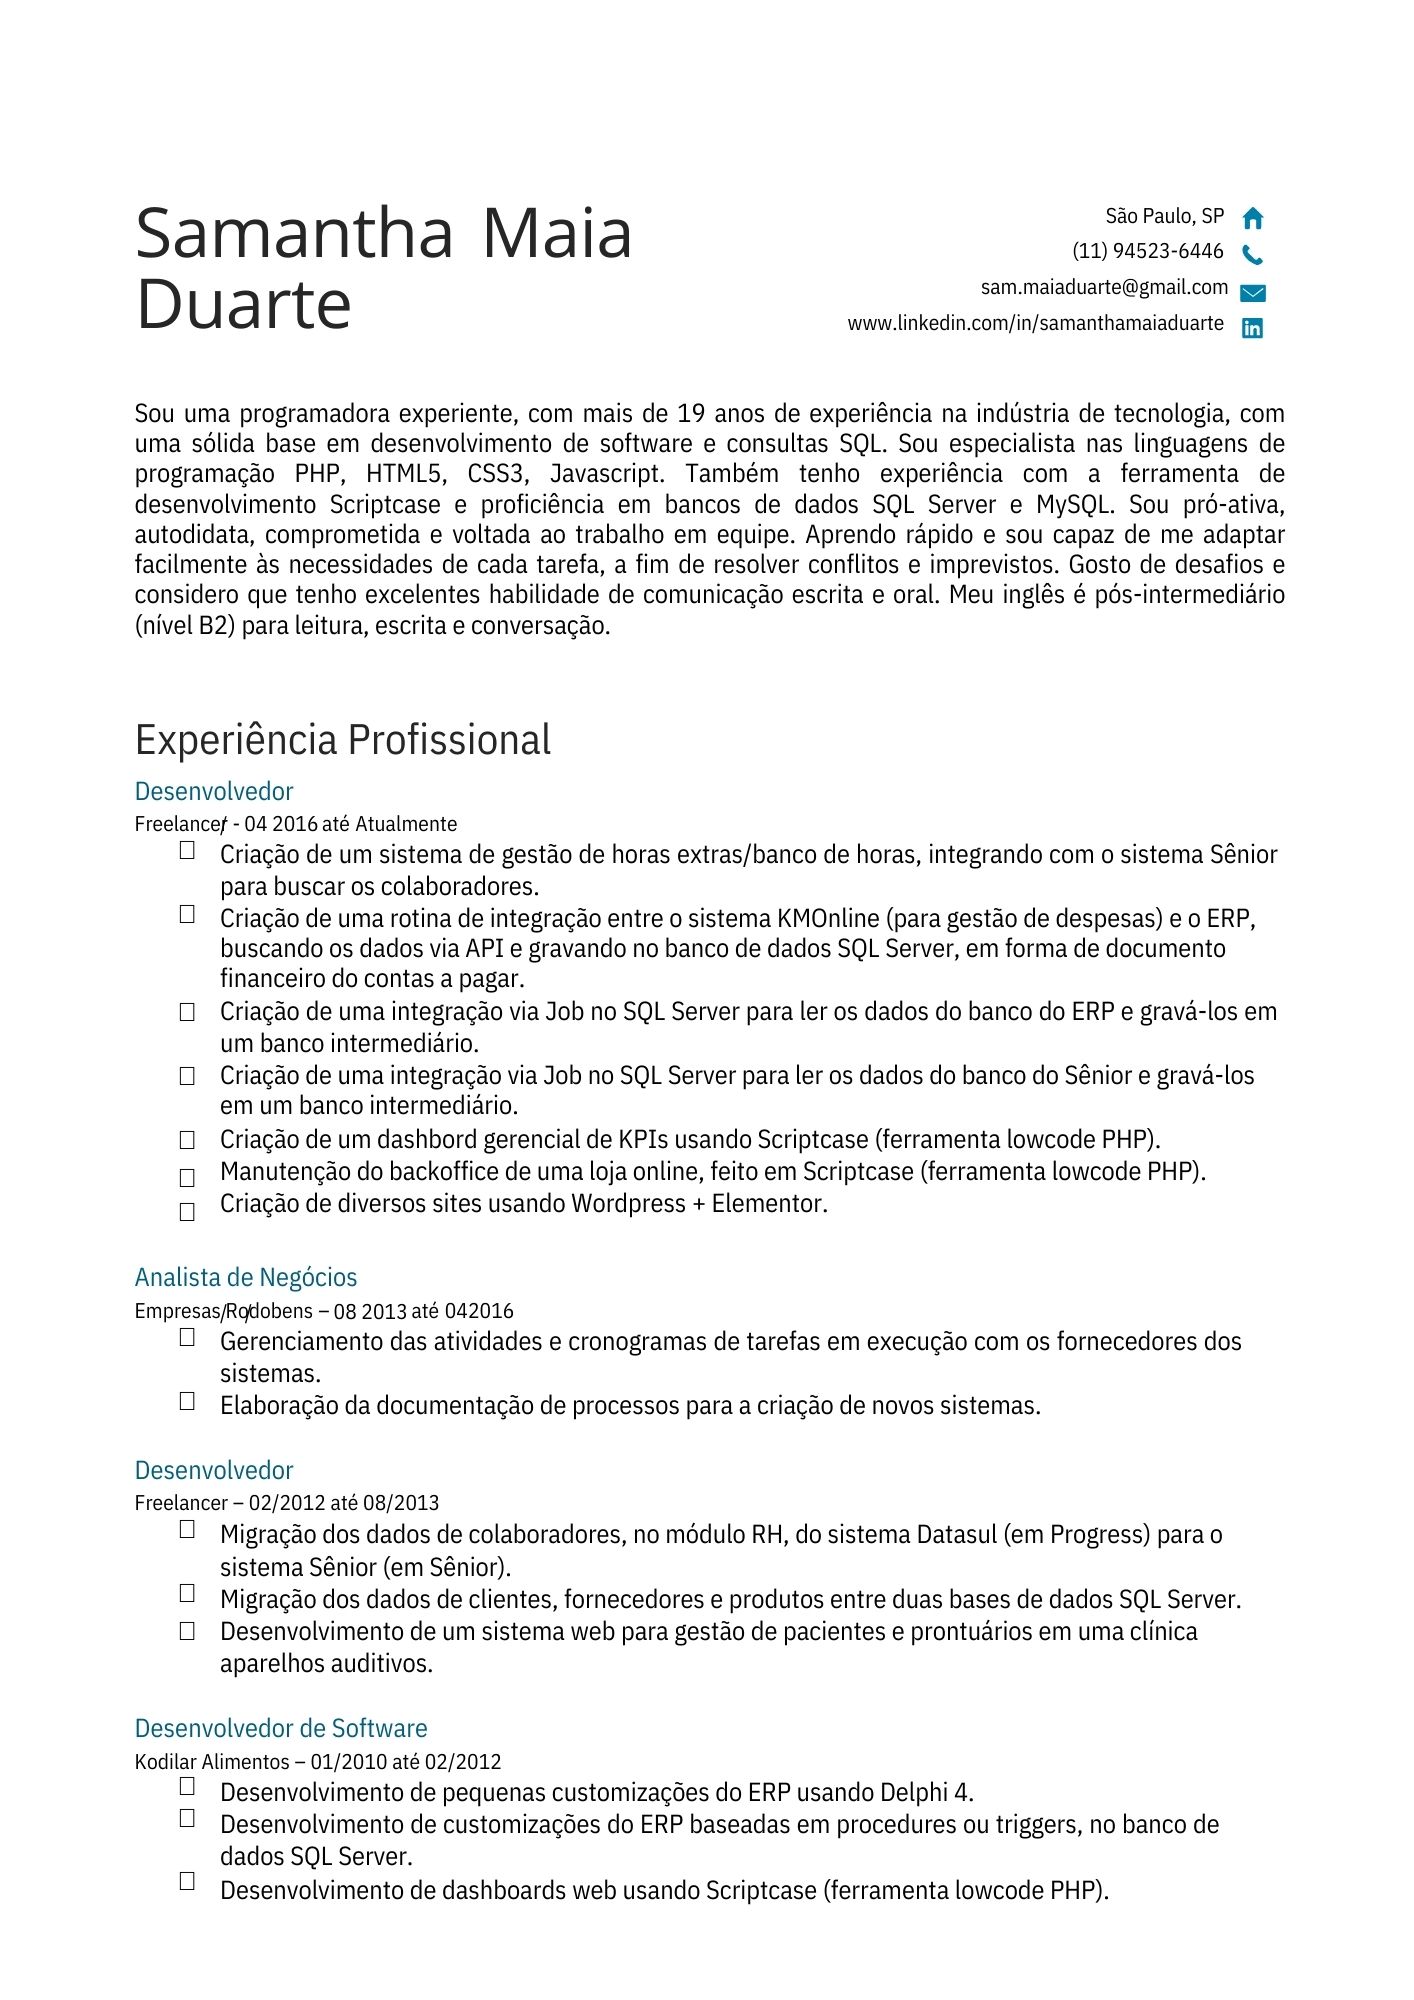 Samantha Maia
Duarte
São Paulo, SP
(11) 94523-6446
sam.maiaduarte@gmail.com
www.linkedin.com/in/samanthamaiaduarte
Sou uma programadora experiente, com mais de 19 anos de experiência na indústria de tecnologia, com
uma sólida base em desenvolvimento de software e consultas SQL. Sou especialista nas linguagens de
programação PHP, HTML5, CSS3, Javascript. Também tenho experiência com a ferramenta de
desenvolvimento Scriptcase e proficiência em bancos de dados SQL Server e MySQL. Sou pró-ativa,
autodidata, comprometida e voltada ao trabalho em equipe. Aprendo rápido e sou capaz de me adaptar
facilmente às necessidades de cada tarefa, a fim de resolver conflitos e imprevistos. Gosto de desafios e
considero que tenho excelentes habilidade de comunicação escrita e oral. Meu inglês é pós-intermediário
(nível B2) para leitura, escrita e conversação.
Experiência Profissional
Desenvolvedor
Freelancer/ - 04 2016 até Atualmente
Criação de um sistema de gestão de horas extras/banco de horas, integrando com o sistema Sênior
para buscar os colaboradores.
Criação de uma rotina de integração entre o sistema KMOnline (para gestão de despesas) e o ERP,
buscando os dados via API e gravando no banco de dados SQL Server, em forma de documento
financeiro do contas a pagar.
Criação de uma integração via Job no SQL Server para ler os dados do banco do ERP e gravá-los em
um banco intermediário.
Criação de uma integração via Job no SQL Server para ler os dados do banco do Sênior e gravá-los
em um banco intermediário.
Criação de um dashbord gerencial de KPIs usando Scriptcase (ferramenta lowcode PHP).
Manutenção do backoffice de uma loja online, feito em Scriptcase (ferramenta lowcode PHP).
Criação de diversos sites usando Wordpress + Elementor.
Analista de Negócios
Empresas/Ro/dobens – 08 2013 até 042016
Gerenciamento das atividades e cronogramas de tarefas em execução com os fornecedores dos
sistemas.
Elaboração da documentação de processos para a criação de novos sistemas.
Desenvolvedor
Freelancer – 02/2012 até 08/2013
Migração dos dados de colaboradores, no módulo RH, do sistema Datasul (em Progress) para o
sistema Sênior (em Sênior).
Migração dos dados de clientes, fornecedores e produtos entre duas bases de dados SQL Server.
Desenvolvimento de um sistema web para gestão de pacientes e prontuários em uma clínica
aparelhos auditivos.
Desenvolvedor de Software
Kodilar Alimentos – 01/2010 até 02/2012
Desenvolvimento de pequenas customizações do ERP usando Delphi 4.
Desenvolvimento de customizações do ERP baseadas em procedures ou triggers, no banco de
dados SQL Server.
Desenvolvimento de dashboards web usando Scriptcase (ferramenta lowcode PHP).